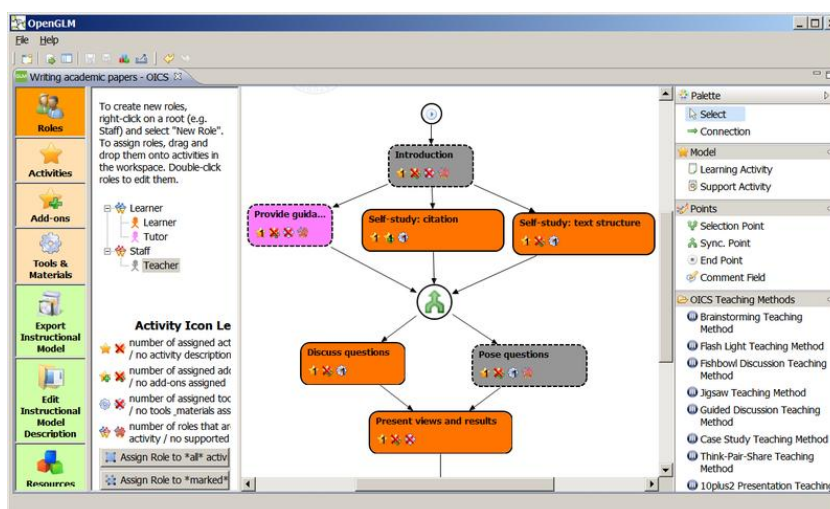 OpenGLM
File Help
Writing academic papers - OICS
Roles
Activities
Add-ons
Tools &
Materials
Export
Instructional
Model
Edit
Instructional
Model
Description
Resources
To create new roles,
right-click on a root (e.g.
Staff) and select "New Role".
To assign roles, drag and
drop them onto activities in
the workspace. Double-click
roles to edit them.
Learner
Learner
Tutor
Staff
Teacher
Activity Icon Le
number of assigned act
/ no activity description
number of assigned add
/ no add-ons assigned
number of assigned too
/ no tools ,materials ass
number of roles that ar
activity / no supported
Assign Role to *all* activ
Assign Role to *marked*
Introduction
Provide guida...
Self-study: citation
Self-study: text structure
Discuss questions
Pose questions
Present views and results
Palette
Select
Connection
Model
Learning Activity
Support Activity
Points
Selection Point
Sync. Point
End Point
Comment Field
OICS Teaching Methods
Brainstorming Teaching
Method
Flash Light Teaching Method
Fishbowl Discussion Teaching
Method
Jigsaw Teaching Method
Guided Discussion Teaching
Method
Case Study Teaching Method
Think-Pair-Share Teaching
Method
10plus2 Presentation Teaching